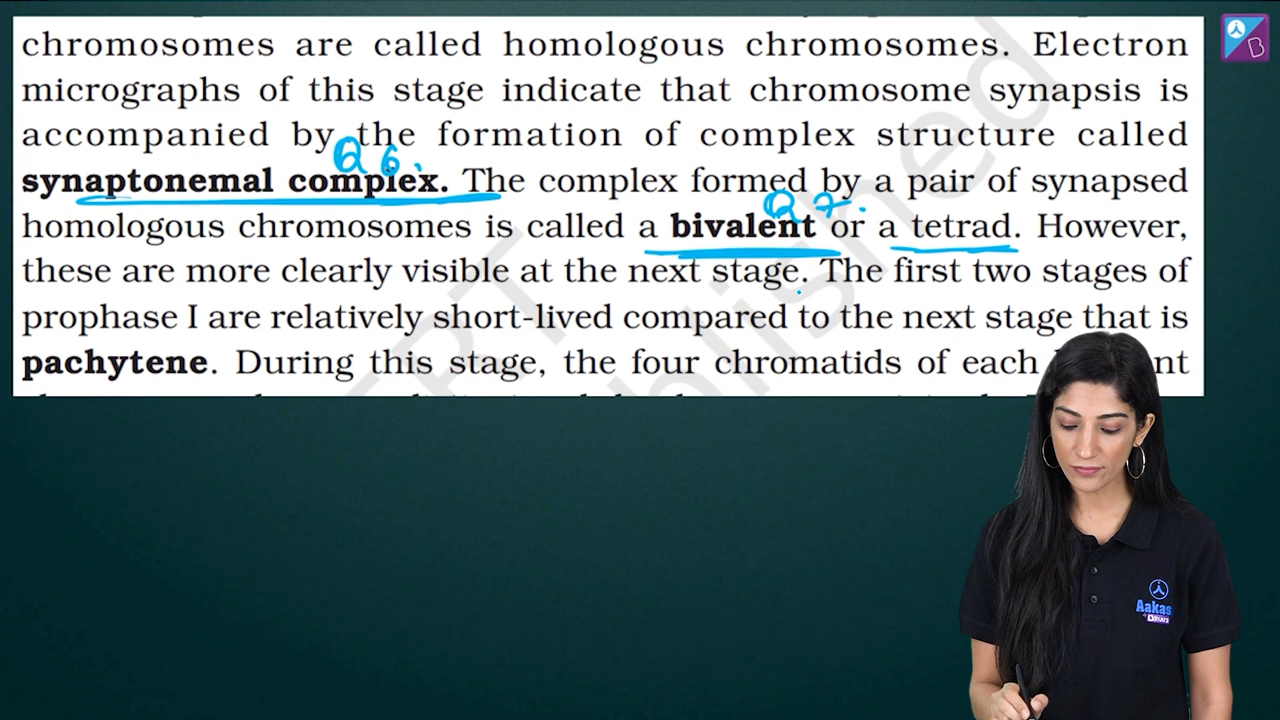 chromosomes are called homologous chromosomes. Electron
micrographs of this stage indicate that chromosome synapsis is
accompanied by the formation of complex structure called
Q 6.
synaptonemal complex. The complex formed by a pair of synapsed
Q 7.
homologous chromosomes is called a bivalent or a tetrad. However,
these are more clearly visible at the next stage. The first two stages of
prophase I are relatively short-lived compared to the next stage that is
pachytene. During this stage, the four chromatids of each
B
Aakas